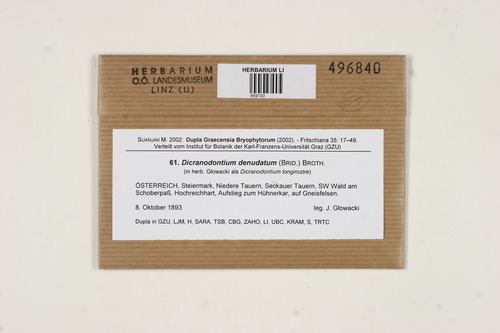 HERBARIUM
O.Ö. LANDESMUSEUM
LINZ (LI)
HERBARIUM LI
496840
SUANJAK M. 2002: Dupla Graecensia Bryophytorum (2002). - Fritschiana 35: 17–49.
Verteilt vom Institut für Botanik der Karl-Franzens-Universität Graz (GZU)
61. Dicranodontium denudatum (BRID.) BROTH.
(in herb. Glowacki als Dicranodontium longirostre)
ÖSTERREICH, Steiermark, Niedere Tauern, Seckauer Tauern, SW Wald am
Schoberpaß, Hochreichhart, Aufstieg zum Hühnerkar, auf Gneisfelsen.
8. Oktober 1893 leg. J. Glowacki
Dupla in GZU, LJM, H, SARA, TSB, CBG, ZAHO, LI, UBC, KRAM, S, TRTC